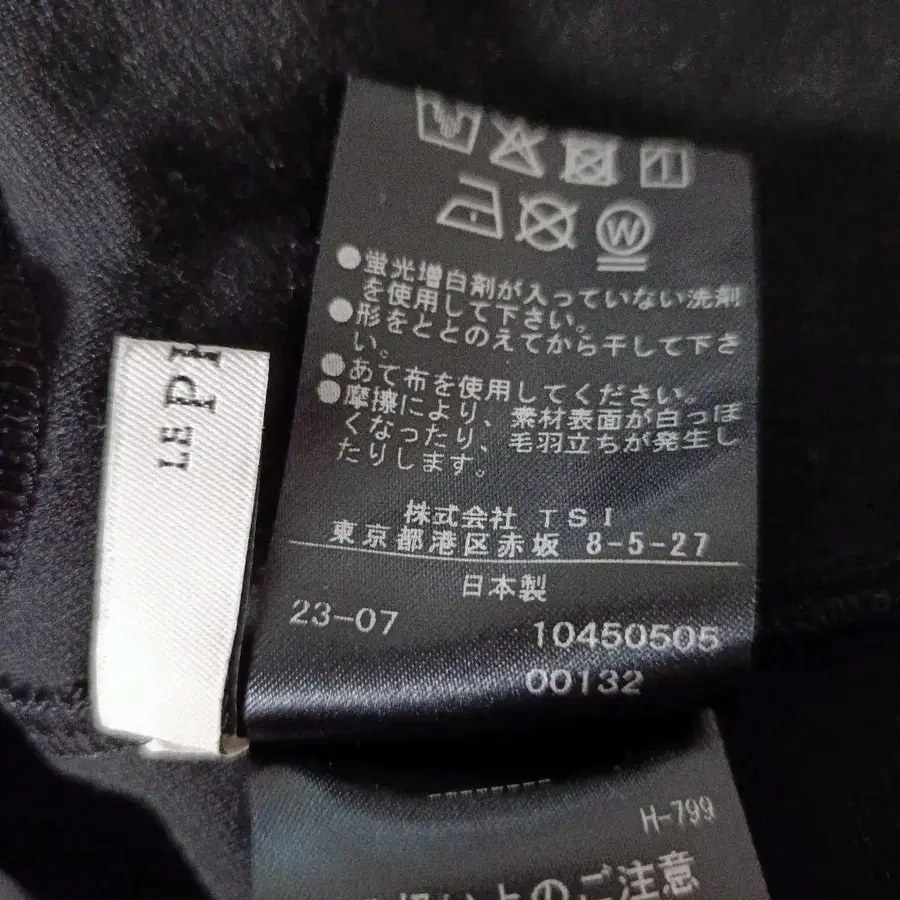 W
●蛍光増白剤が入っていない洗剤
を使用して下さい。
●形をととのえてから干して下さ
い。
●あて布を使用してください。
●摩擦により、素材表面が白っぽ
くなったり、毛羽立ちが発生し
たりします。
株式会社 TSI
東京都港区赤坂 8-5-27
日本製
23-07
10450505
00132
LE
H-799
のご注意